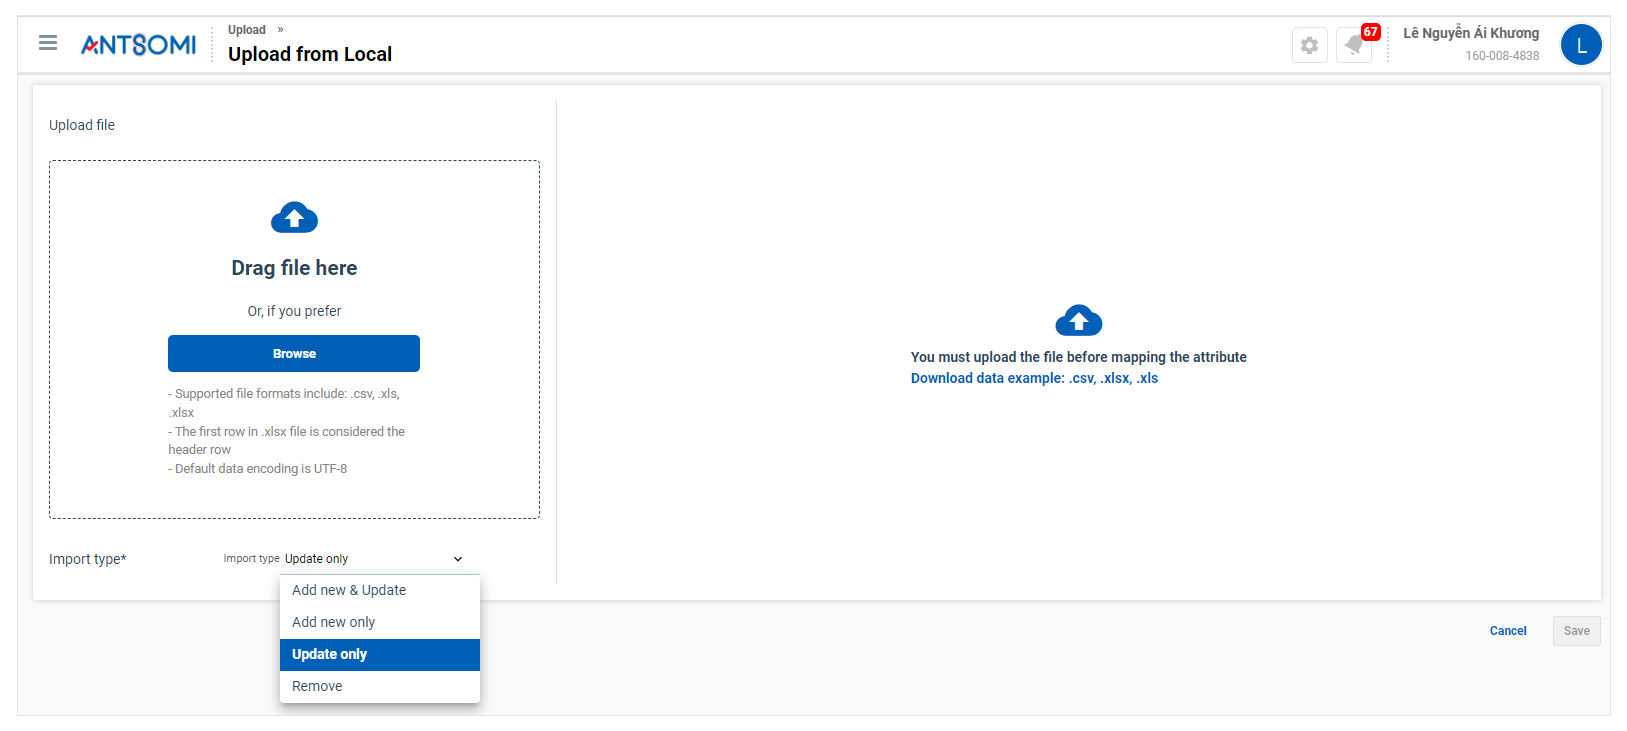 ANTSOMI
Upload »
Upload from Local
67
Lê Nguyễn Ái Khương
160-008-4838
L
Upload file
Drag file here
Or, if you prefer
Browse
- Supported file formats include: .csv, .xls,
.xlsx
- The first row in .xlsx file is considered the
header row
- Default data encoding is UTF-8
You must upload the file before mapping the attribute
Download data example: .csv, .xlsx, .xls
Import type*
Import type Update only
Add new & Update
Add new only
Update only
Remove
Cancel
Save